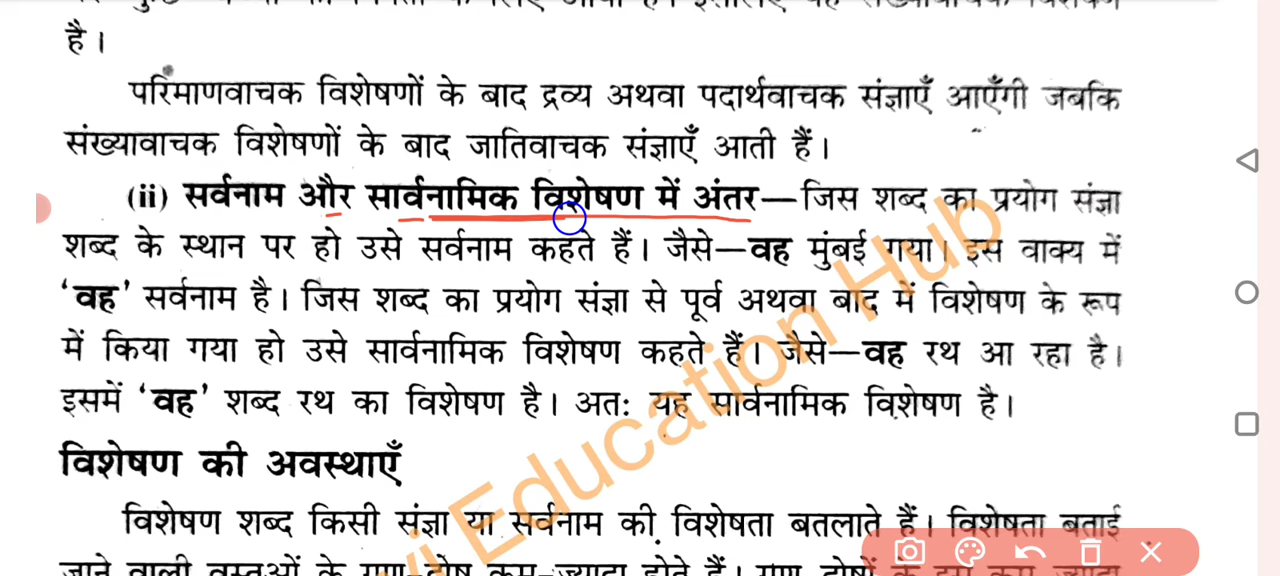 है।
परिमाणवाचक विशेषणों के बाद द्रव्य अथवा पदार्थवाचक संज्ञाएँ आएँगी जबकि
संख्यावाचक विशेषणों के बाद जातिवाचक संज्ञाएँ आती हैं।
(ii) सर्वनाम और सार्वनामिक विशेषण में अंतर—जिस शब्द का प्रयोग संज्ञा
शब्द के स्थान पर हो उसे सर्वनाम कहते हैं। जैसे—वह मुंबई गया। इस वाक्य में
‘वह’ सर्वनाम है। जिस शब्द का प्रयोग संज्ञा से पूर्व अथवा बाद में विशेषण के रूप
में किया गया हो उसे सार्वनामिक विशेषण कहते हैं। जैसे—वह रथ आ रहा है।
इसमें ‘वह’ शब्द रथ का विशेषण है। अतः यह सार्वनामिक विशेषण है।
विशेषण की अवस्थाएँ
विशेषण शब्द किसी संज्ञा या सर्वनाम की विशेषता बतलाते हैं। विशेषता बताई
जाने वाली वस्तुओं के गुण-दोष कम-ज्यादा होते हैं।
Education Hub